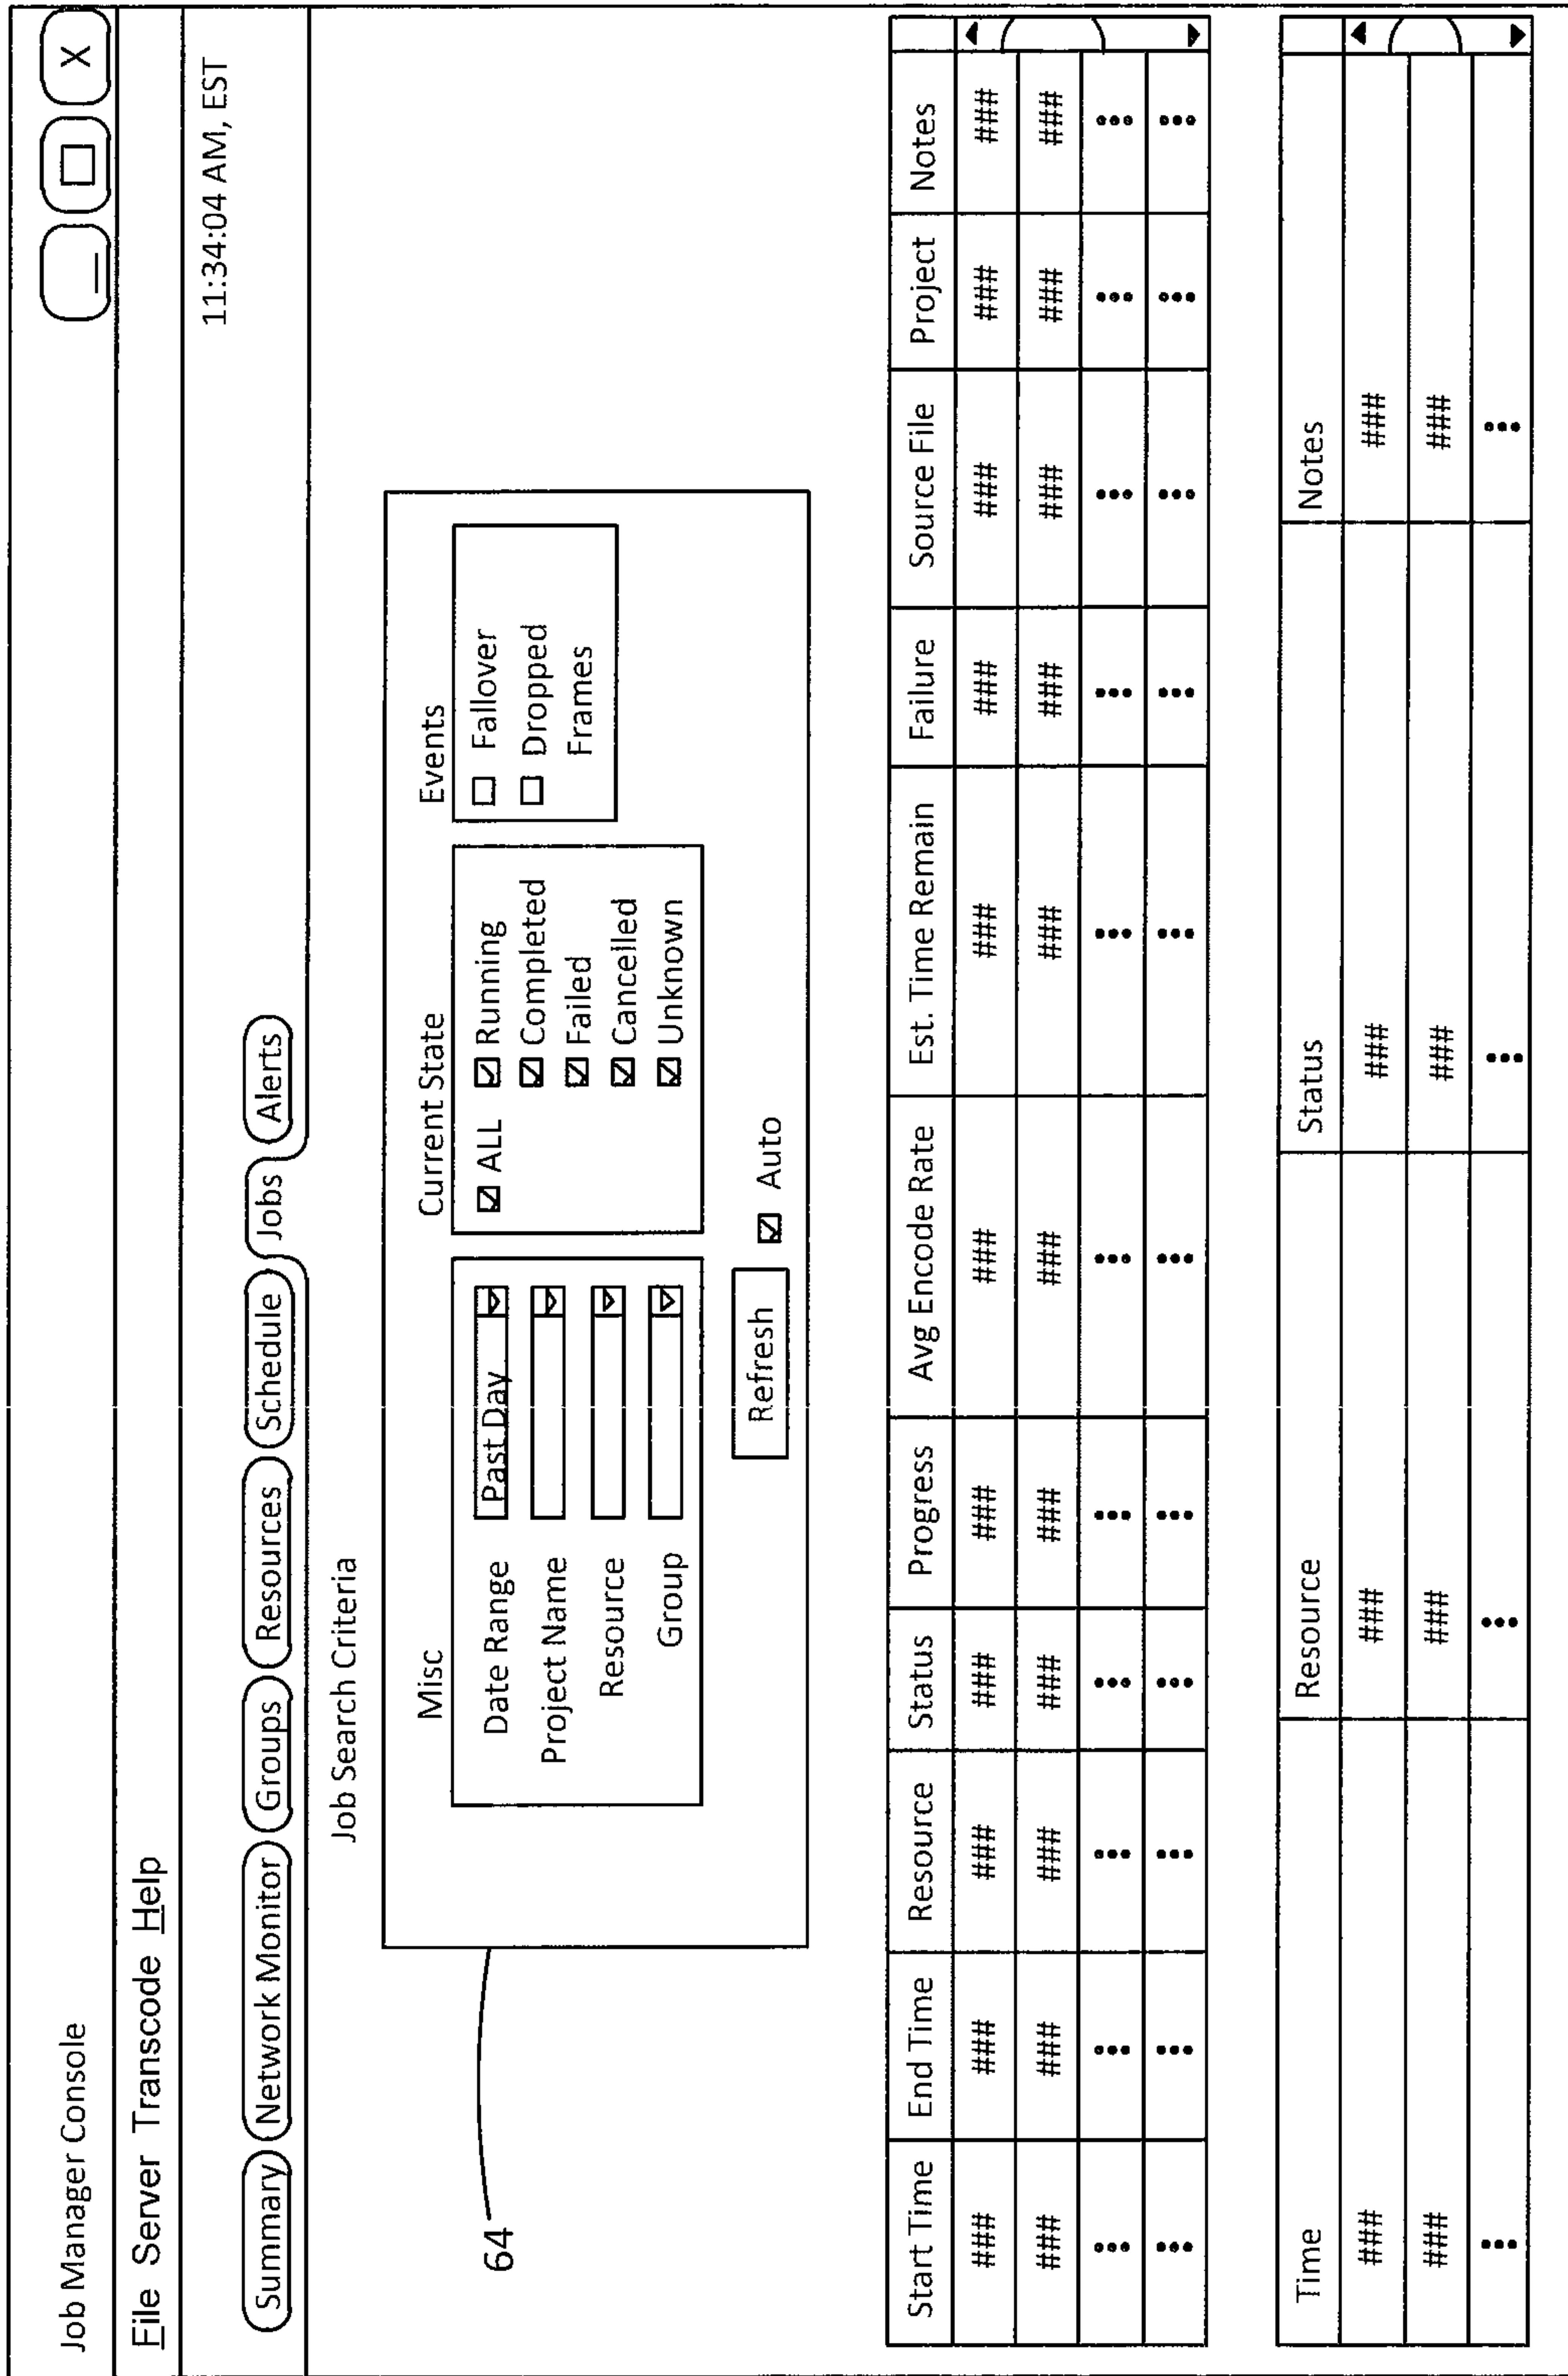 Job Manager Console
_ □ X
File Server Transcode Help
11:34:04 AM, EST
Summary Network Monitor Groups Resources Schedule Jobs Alerts
Job Search Criteria
64
Misc
Date Range Past Day
Project Name
Resource
Group
Current State
ALL
Running
Completed
Failed
Cancelled
Unknown
Events
Fallover
Dropped
Frames
Refresh Auto
Start Time End Time Resource Status Progress Avg Encode Rate Est. Time Remain Failure Source File Project Notes
### ### ### ### ### ### ### ### ### ### ###
### ### ### ### ### ### ### ### ### ### ###
••• ••• ••• ••• ••• ••• ••• ••• ••• ••• •••
••• ••• ••• ••• ••• ••• ••• ••• ••• ••• •••
Time Resource Status Notes
### ### ### ###
### ### ### ###
••• ••• ••• •••